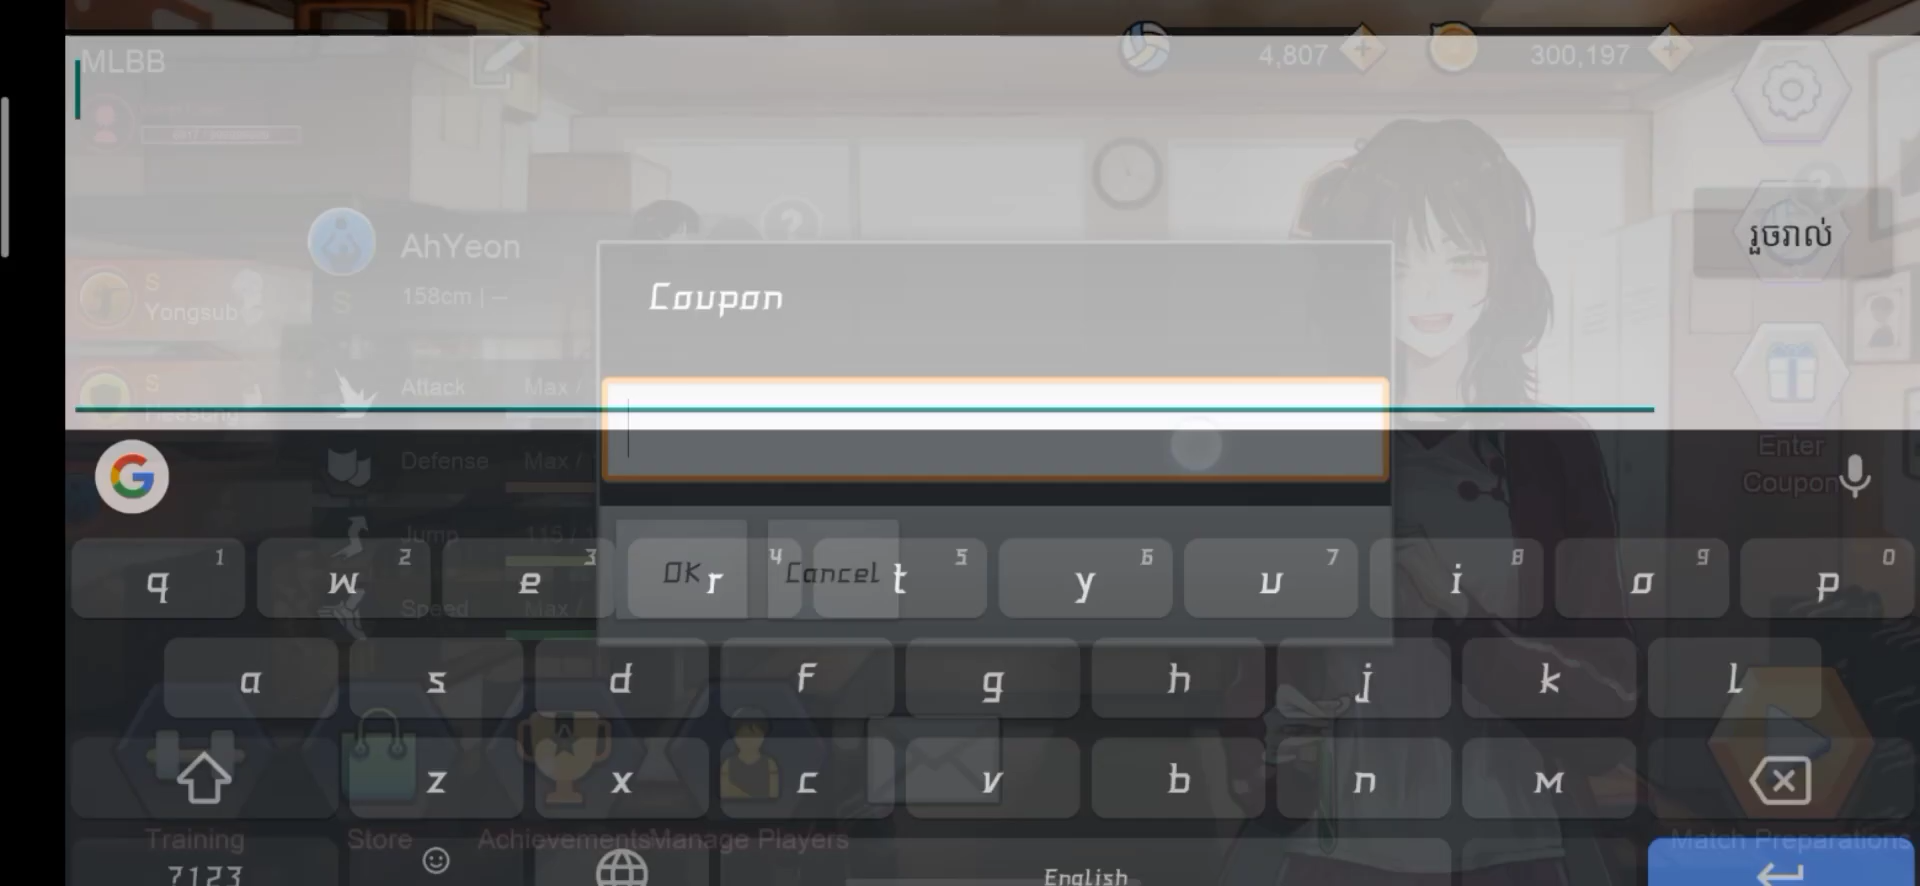 MLBB
4,807
300,197
AhYeon
158cm | –
S
S
Yongsub
រួចរាល់
Coupon
Attack Max /
S
Defense Max /
Enter
Coupon
Jump 115 /
Speed Max /
OK Cancel
q 1 w 2 e 3 r 4 t 5 y 6 u 7 i 8 o 9 p 0
a s d f g h j k l
z x c v b n m
Training Store Achievements Manage Players Match Preparations
?123
English